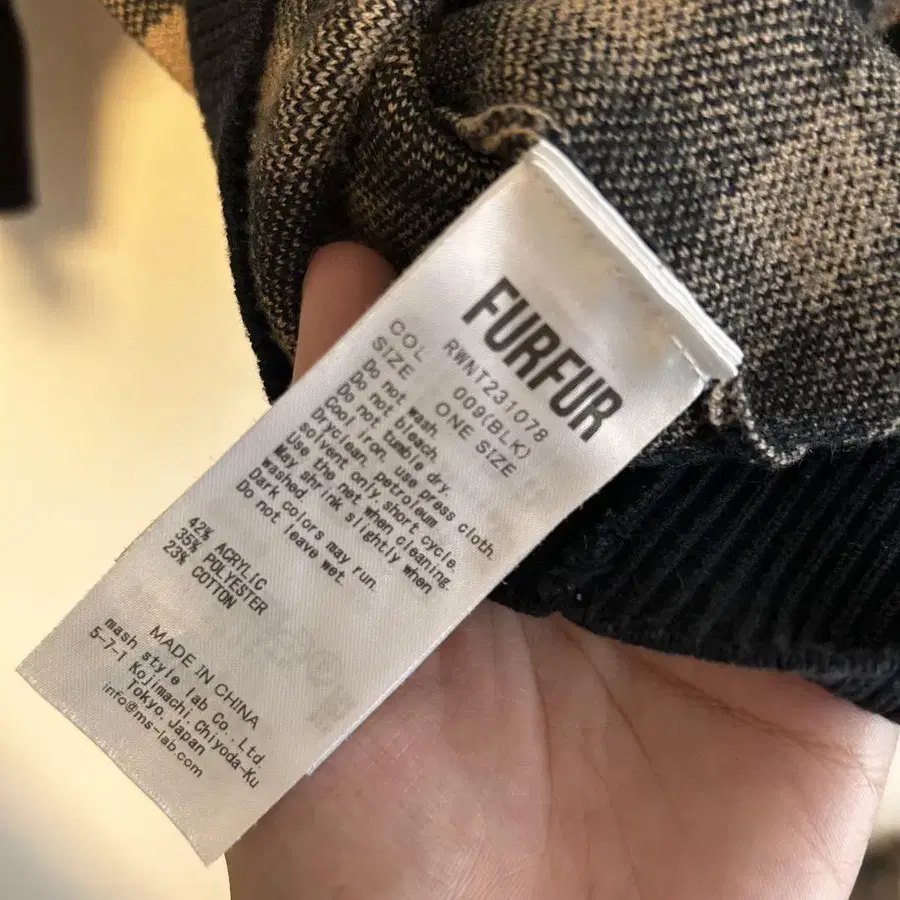 FURFUR
RWNT231078
COL 009(BLK)
SIZE ONE SIZE
Do not wash
Do not bleach.
Do not tumble dry.
Cool iron, use press cloth.
Dryclean, petroleum
solvent only,short cycle.
Use the net when cleaning.
May shrink slightly when
washed.
Dark colors may run.
Do not leave wet.
42% ACRYLIC
35% POLYESTER
23% COTTON
MADE IN CHINA
mash style lab Co.,Ltd.
5-7-1 Kojimachi,Chiyoda-Ku
Tokyo,Japan
info@ms-lab.com